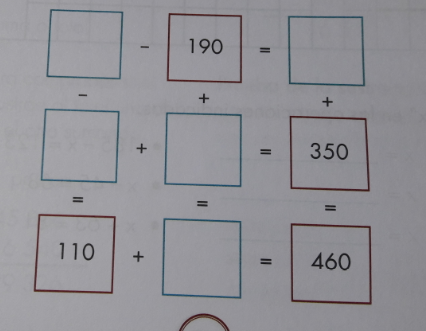 - 190 =
- + +
+ = 350
= = =
110 + = 460